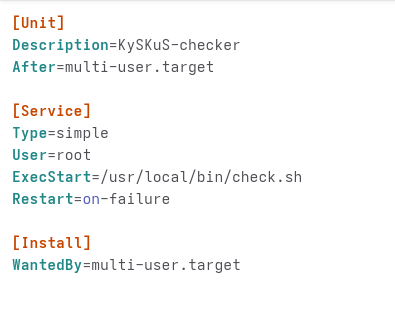 [Unit]
Description=KySKuS-checker
After=multi-user.target
[Service]
Type=simple
User=root
ExecStart=/usr/local/bin/check.sh
Restart=on-failure
[Install]
WantedBy=multi-user.target